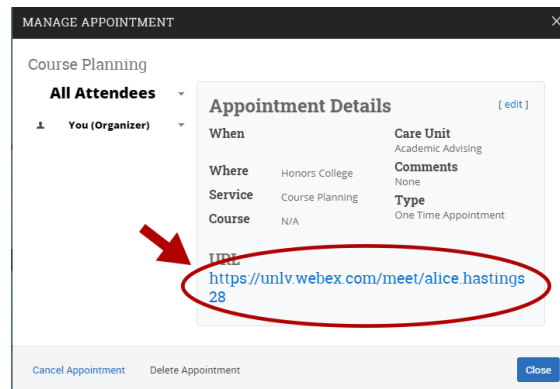 MANAGE APPOINTMENT
Course Planning
All Attendees
You (Organizer)
Appointment Details
[ edit ]
When
Care Unit
Academic Advising
Where Honors College
Comments
None
Service Course Planning
Type
One Time Appointment
Course N/A
URL
https://unlv.webex.com/meet/alice.hastings
28
Cancel Appointment Delete Appointment Close